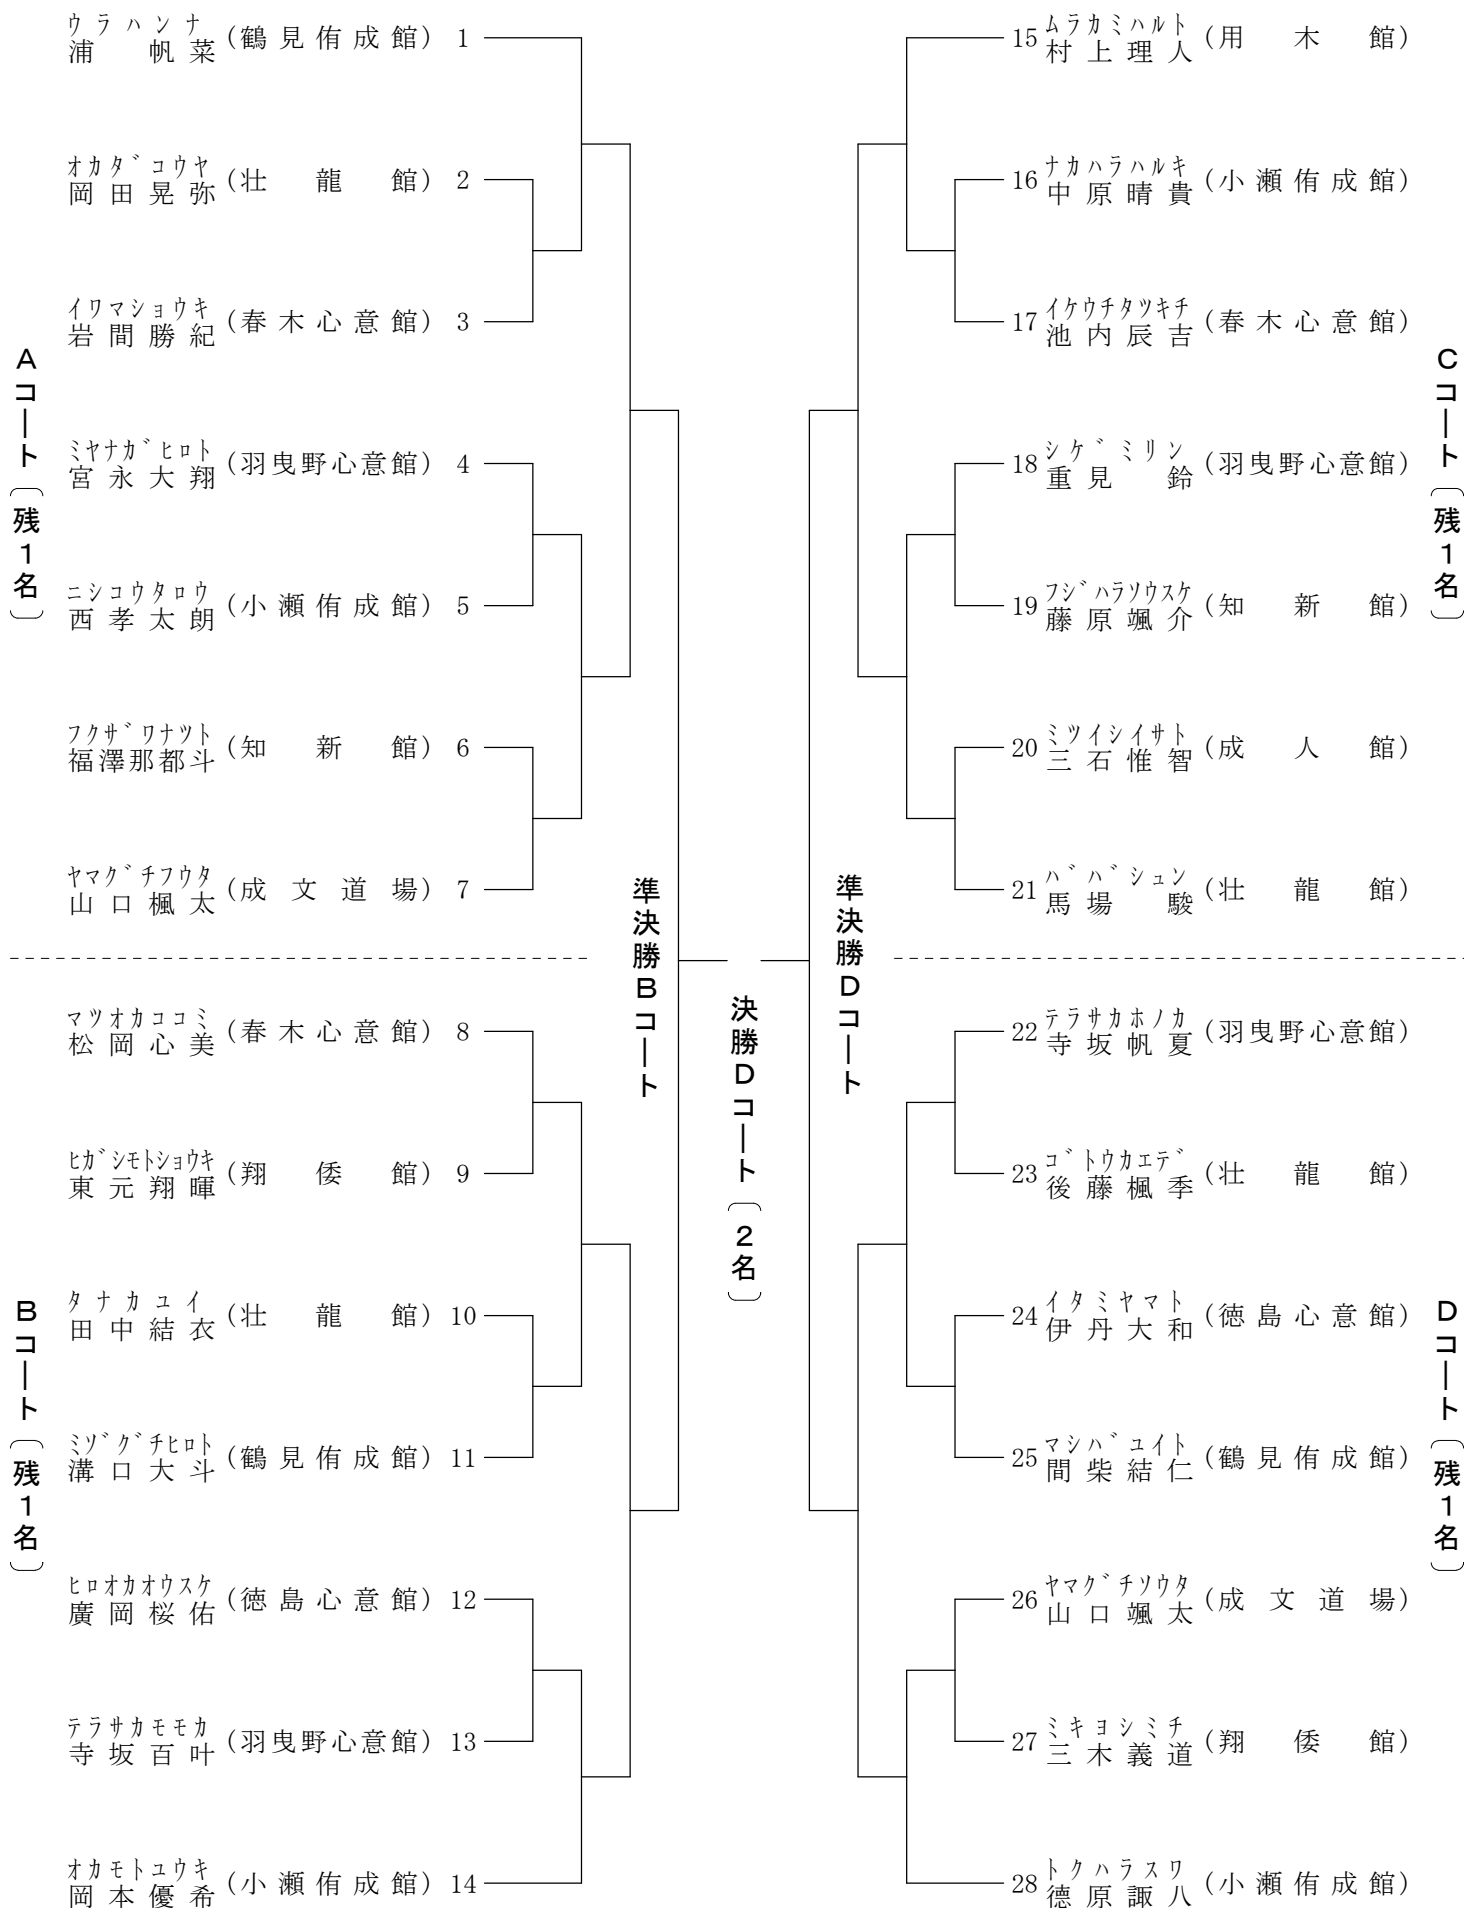 Aコート〔残1名〕
ウラハンナ
浦帆菜 (鶴見侑成館) 1
オカダコウヤ
岡田晃弥 (壮龍館) 2
イワマショウキ
岩間勝紀 (春木心意館) 3
ミヤナガヒロト
宮永大翔 (羽曳野心意館) 4
ニシコウタロウ
西孝太朗 (小瀬侑成館) 5
フクザワナツト
福澤那都斗 (知新館) 6
ヤマグチフウタ
山口楓太 (成文道場) 7
Bコート〔残1名〕
マツオカココミ
松岡心美 (春木心意館) 8
ヒガシモトショウキ
東元翔暉 (翔倭館) 9
タナカユイ
田中結衣 (壮龍館) 10
ミゾグチヒロト
溝口大斗 (鶴見侑成館) 11
ヒロオカオウスケ
廣岡桜佑 (徳島心意館) 12
テラサカモモカ
寺坂百叶 (羽曳野心意館) 13
オカモトユウキ
岡本優希 (小瀬侑成館) 14
準決勝Bコート
決勝Dコート〔2名〕
準決勝Dコート
Cコート〔残1名〕
ムラカミハルト
15 村上理人 (用木館)
ナカハラハルキ
16 中原晴貴 (小瀬侑成館)
イケウチタツキチ
17 池内辰吉 (春木心意館)
シゲミリン
18 重見鈴 (羽曳野心意館)
フジハラソウスケ
19 藤原颯介 (知新館)
ミツイシイサト
20 三石惟智 (成人館)
ババシュン
21 馬場駿 (壮龍館)
Dコート〔残1名〕
テラサカホノカ
22 寺坂帆夏 (羽曳野心意館)
ゴトウカエデ
23 後藤楓季 (壮龍館)
イタミヤマト
24 伊丹大和 (徳島心意館)
マシバユイト
25 間柴結仁 (鶴見侑成館)
ヤマグチソウタ
26 山口颯太 (成文道場)
ミキヨシミチ
27 三木義道 (翔倭館)
トクハラスワ
28 德原諏八 (小瀬侑成館)